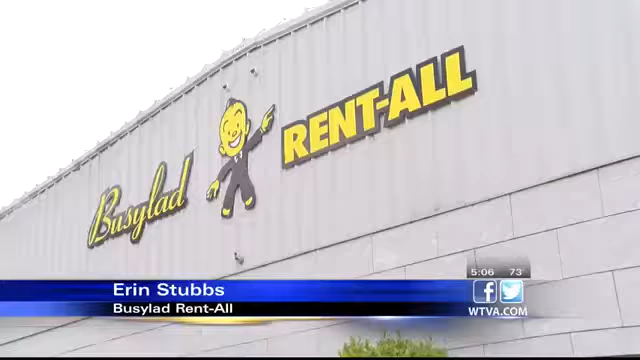 Busylad RENT-ALL
Erin Stubbs
Busylad Rent-All
5:06 73
WTVA.COM